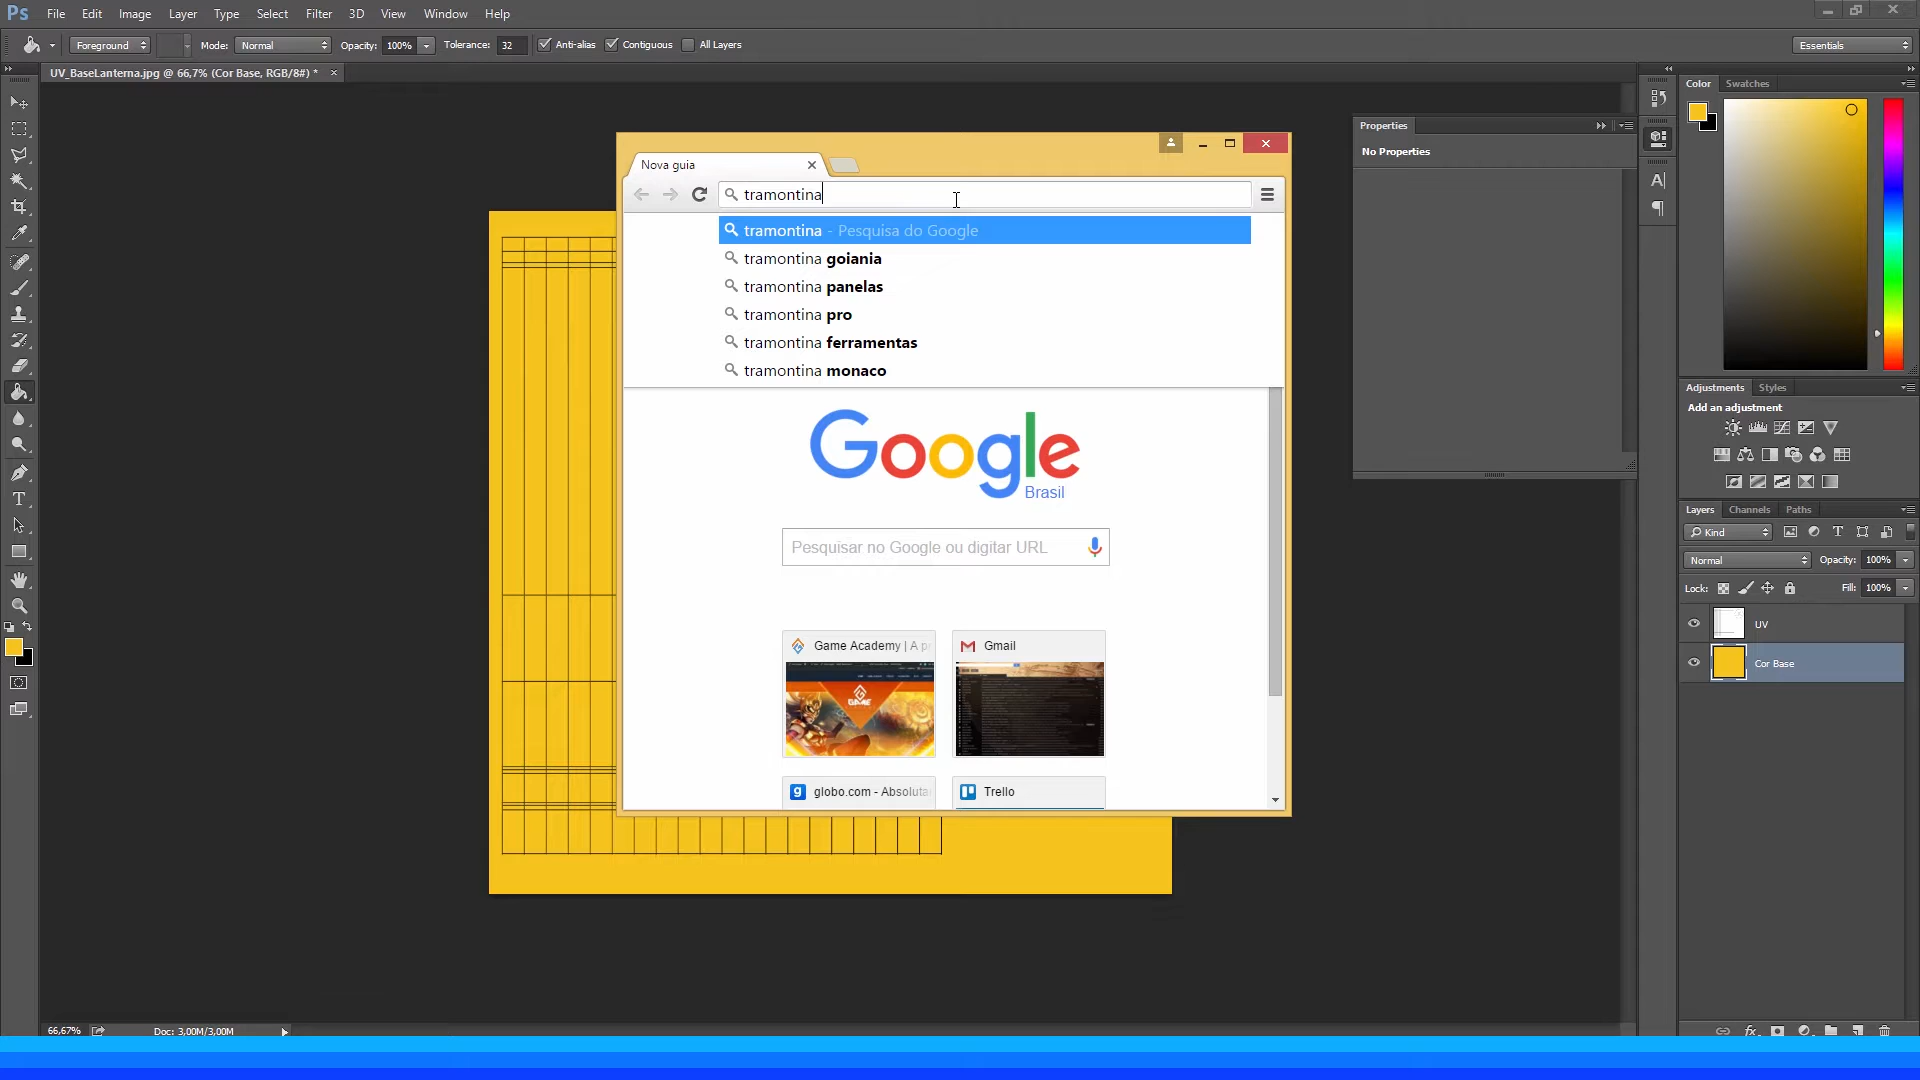 Ps File Edit Image Layer Type Select Filter 3D View Window Help
Foreground Mode: Normal Opacity: 100% Tolerance: 32 Anti-alias Contiguous All Layers Essentials
UV_BaseLanterna.jpg @ 66,7% (Cor Base, RGB/8#) *
Color Swatches
Properties
No Properties
Nova guia
tramontina
tramontina - Pesquisa do Google
tramontina goiania
tramontina panelas
tramontina pro
tramontina ferramentas
tramontina monaco
Google
Brasil
Pesquisar no Google ou digitar URL
Game Academy | A p
Gmail
GAME
globo.com - Absoluta
Trello
Adjustments Styles
Add an adjustment
Layers Channels Paths
Kind
Normal Opacity: 100%
Lock: Fill: 100%
UV
Cor Base
66,67% Doc: 3,00M/3,00M